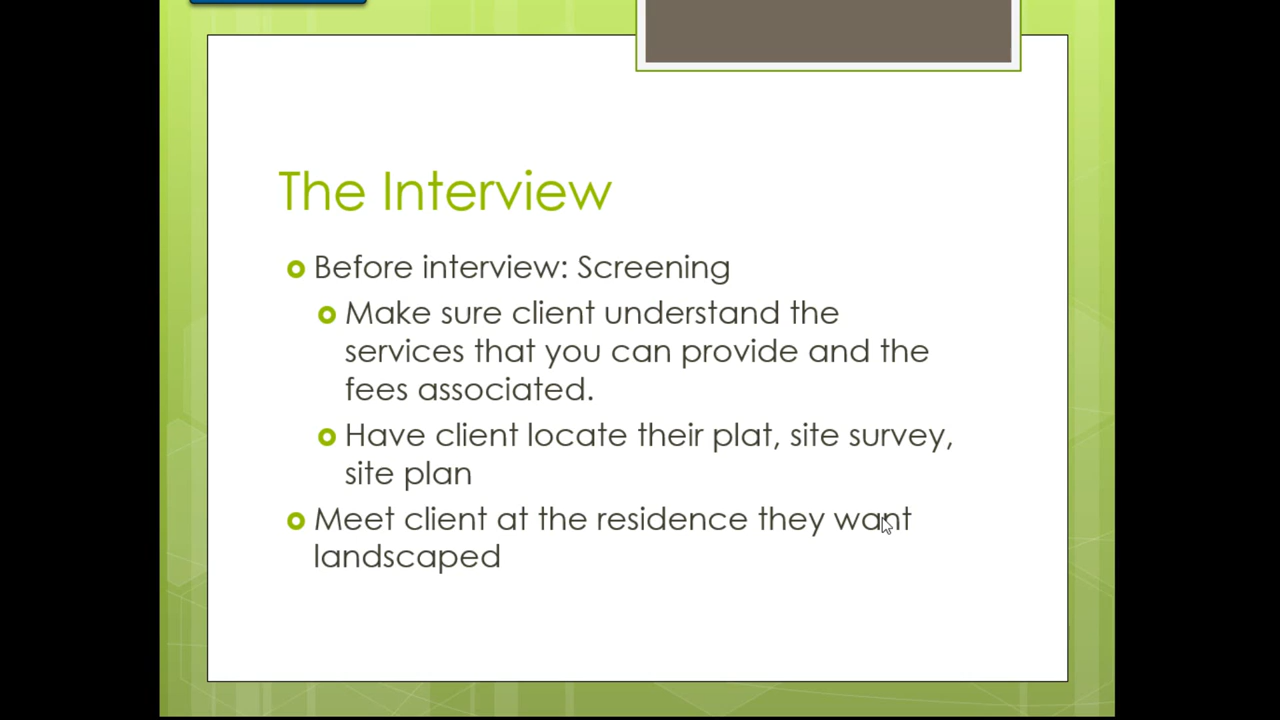 The Interview
Before interview: Screening
Make sure client understand the
services that you can provide and the
fees associated.
Have client locate their plat, site survey,
site plan
Meet client at the residence they want
landscaped